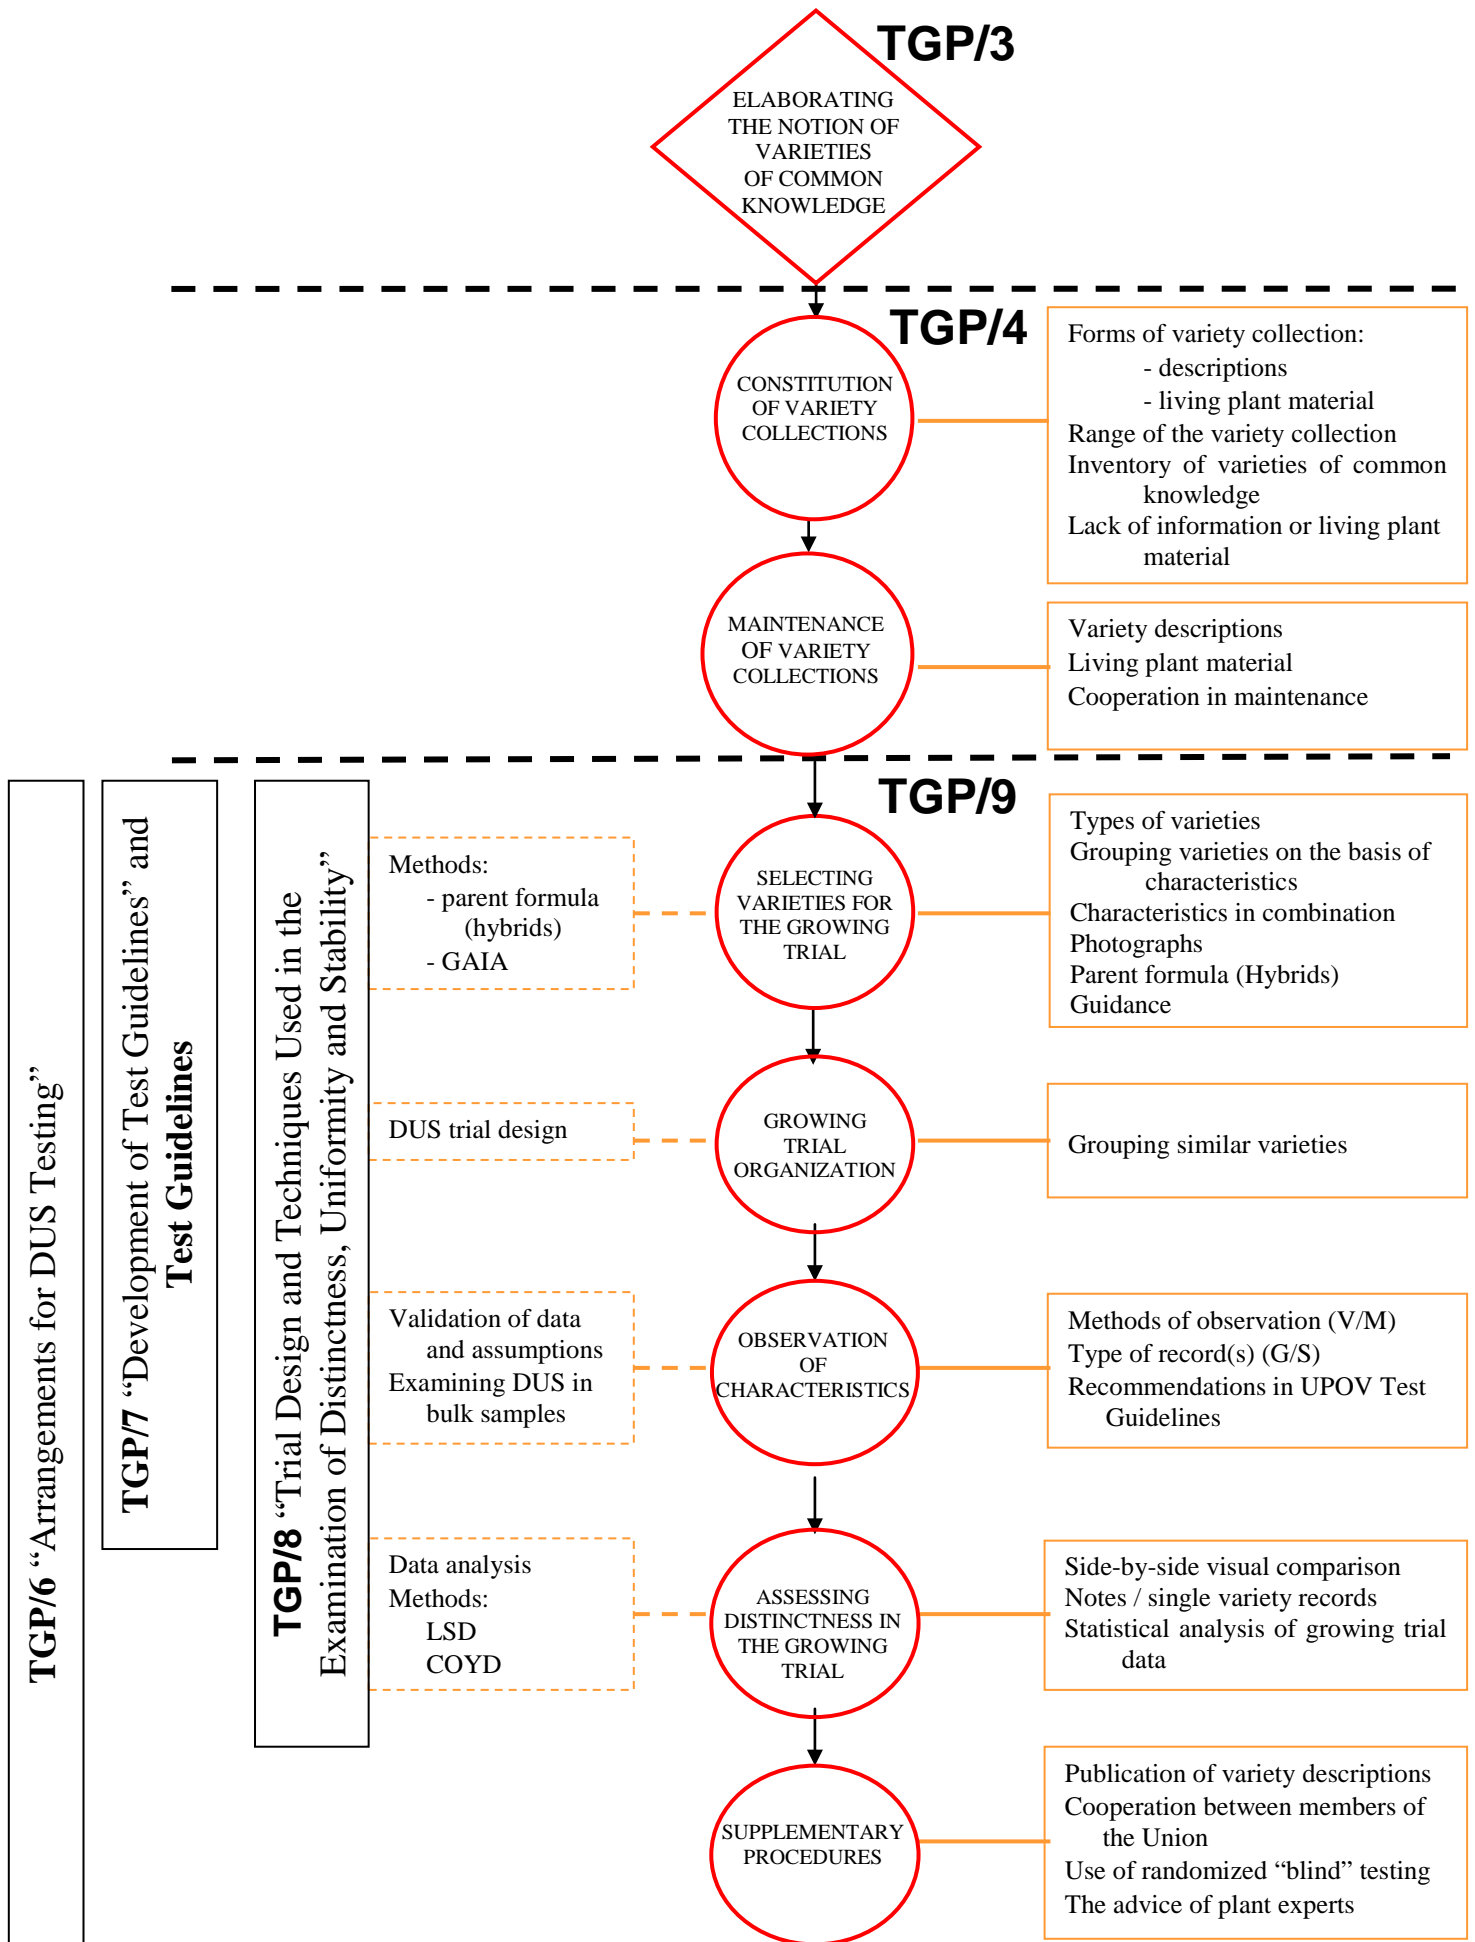 TGP/3
ELABORATING
THE NOTION OF
VARIETIES
OF COMMON
KNOWLEDGE
TGP/4
CONSTITUTION
OF VARIETY
COLLECTIONS
Forms of variety collection:
- descriptions
- living plant material
Range of the variety collection
Inventory of varieties of common
knowledge
Lack of information or living plant
material
MAINTENANCE
OF VARIETY
COLLECTIONS
Variety descriptions
Living plant material
Cooperation in maintenance
TGP/6 “Arrangements for DUS Testing”
TGP/7 “Development of Test Guidelines” and
Test Guidelines
TGP/8 “Trial Design and Techniques Used in the
Examination of Distinctness, Uniformity and Stability”
TGP/9
Methods:
- parent formula
(hybrids)
- GAIA
SELECTING
VARIETIES FOR
THE GROWING
TRIAL
Types of varieties
Grouping varieties on the basis of
characteristics
Characteristics in combination
Photographs
Parent formula (Hybrids)
Guidance
DUS trial design
GROWING
TRIAL
ORGANIZATION
Grouping similar varieties
Validation of data
and assumptions
Examining DUS in
bulk samples
OBSERVATION
OF
CHARACTERISTICS
Methods of observation (V/M)
Type of record(s) (G/S)
Recommendations in UPOV Test
Guidelines
Data analysis
Methods:
LSD
COYD
ASSESSING
DISTINCTNESS IN
THE GROWING
TRIAL
Side-by-side visual comparison
Notes / single variety records
Statistical analysis of growing trial
data
SUPPLEMENTARY
PROCEDURES
Publication of variety descriptions
Cooperation between members of
the Union
Use of randomized “blind” testing
The advice of plant experts